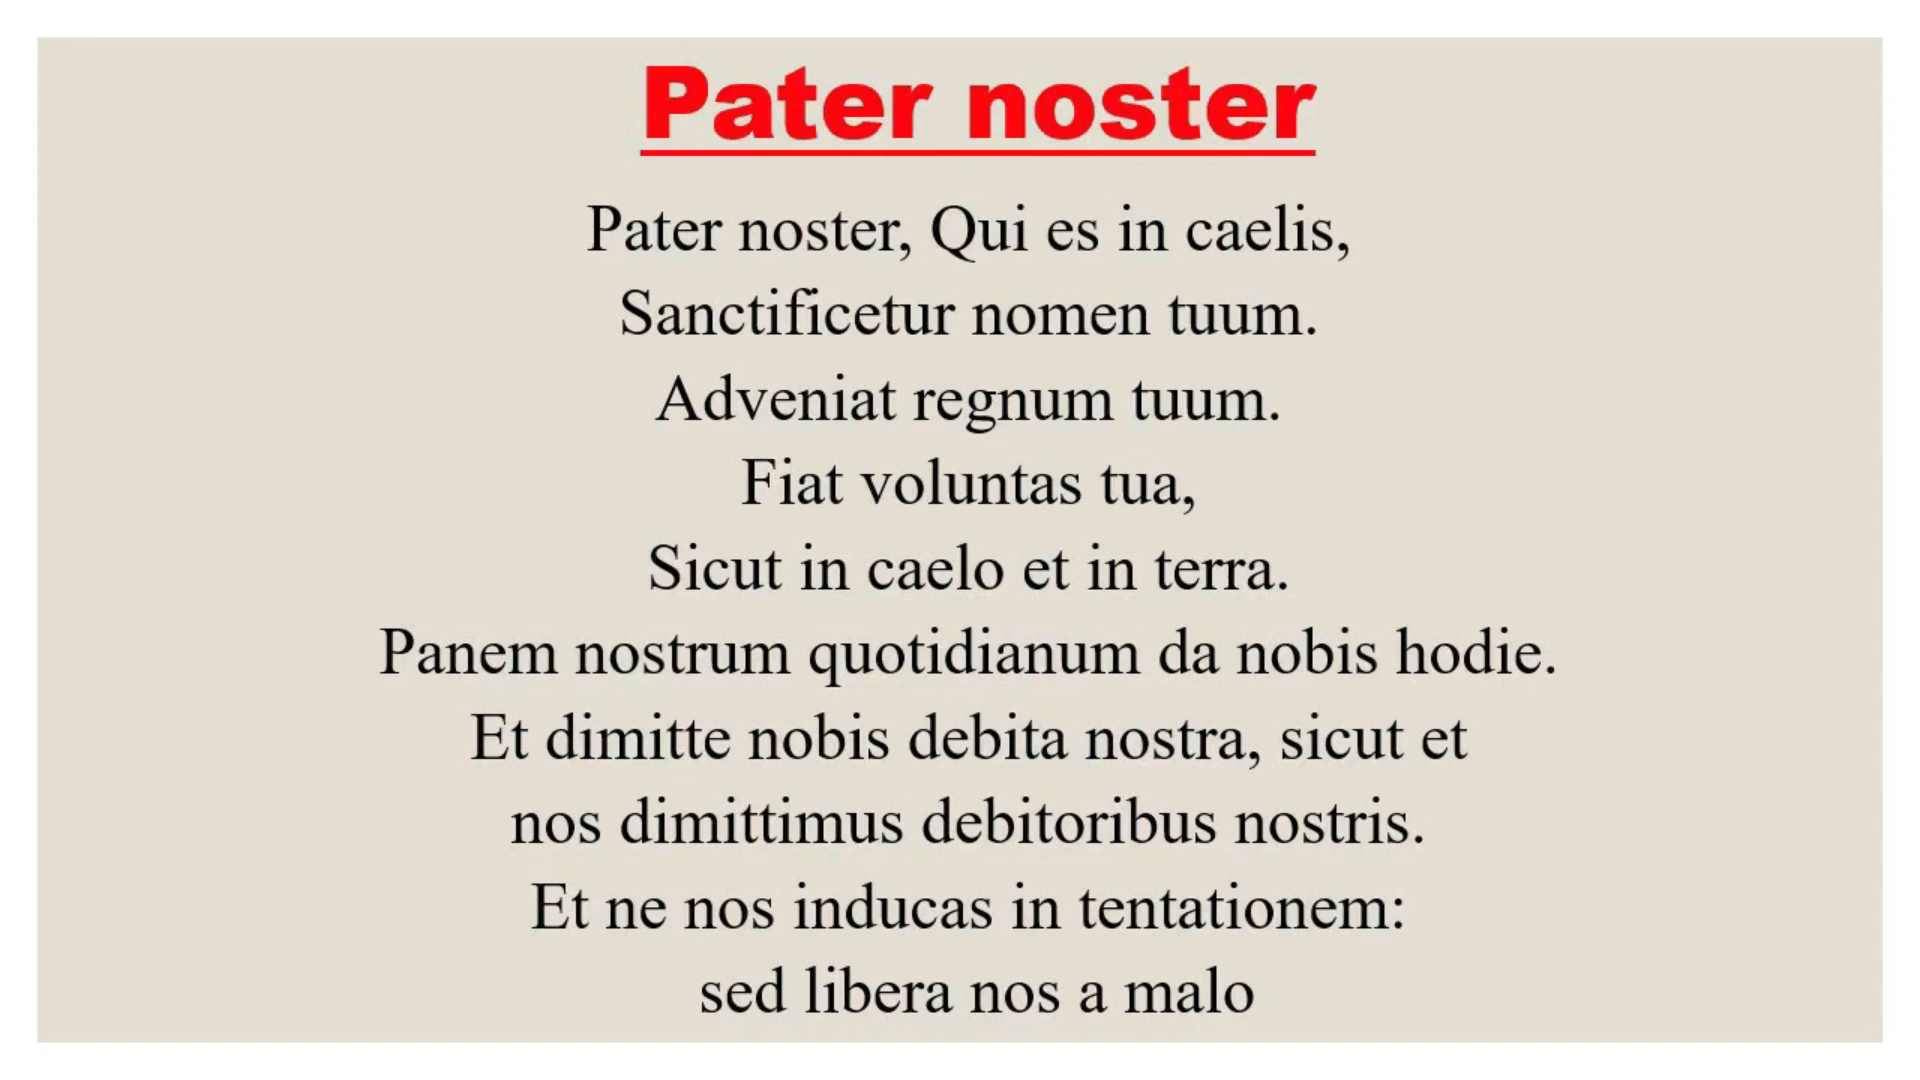 Pater noster
Pater noster, Qui es in caelis,
Sanctificetur nomen tuum.
Adveniat regnum tuum.
Fiat voluntas tua,
Sicut in caelo et in terra.
Panem nostrum quotidianum da nobis hodie.
Et dimitte nobis debita nostra, sicut et
nos dimittimus debitoribus nostris.
Et ne nos inducas in tentationem:
sed libera nos a malo